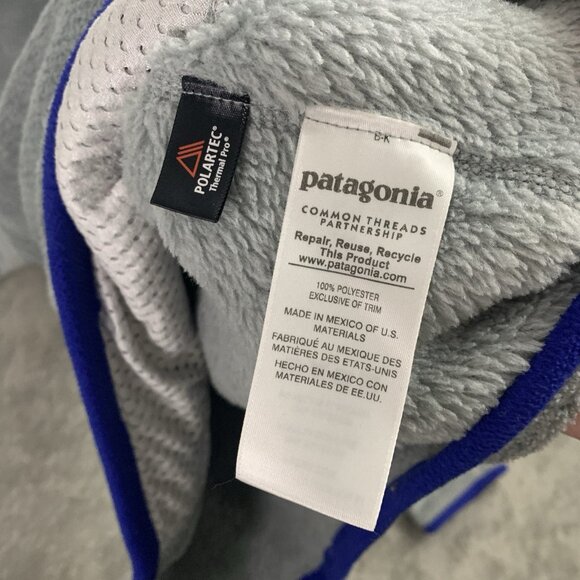 POLARTEC®
Thermal Pro®
patagonia®
COMMON THREADS
PARTNERSHIP
Repair, Reuse, Recycle
This Product
www.patagonia.com
100% POLYESTER
EXCLUSIVE OF TRIM
MADE IN MEXICO OF U.S.
MATERIALS
FABRIQUÉ AU MEXIQUE DES
MATIÈRES DES ETATS-UNIS
HECHO EN MEXICO CON
MATERIALES DE EE.UU.